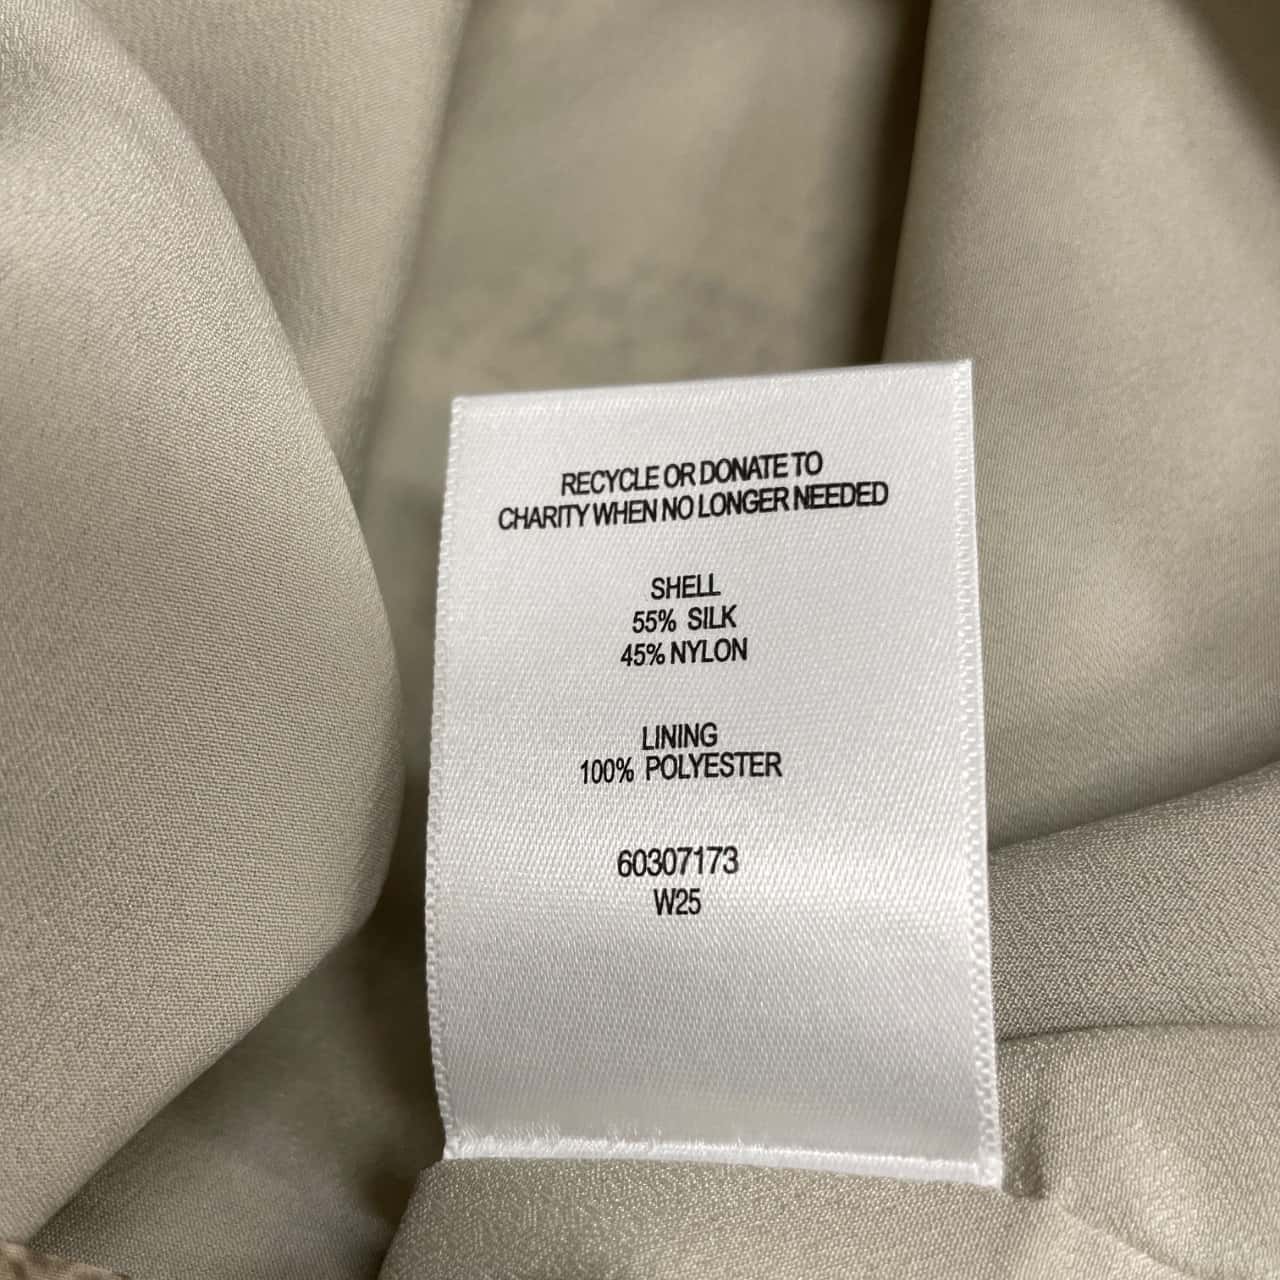 RECYCLE OR DONATE TO
CHARITY WHEN NO LONGER NEEDED
SHELL
55% SILK
45% NYLON
LINING
100% POLYESTER
60307173
W25